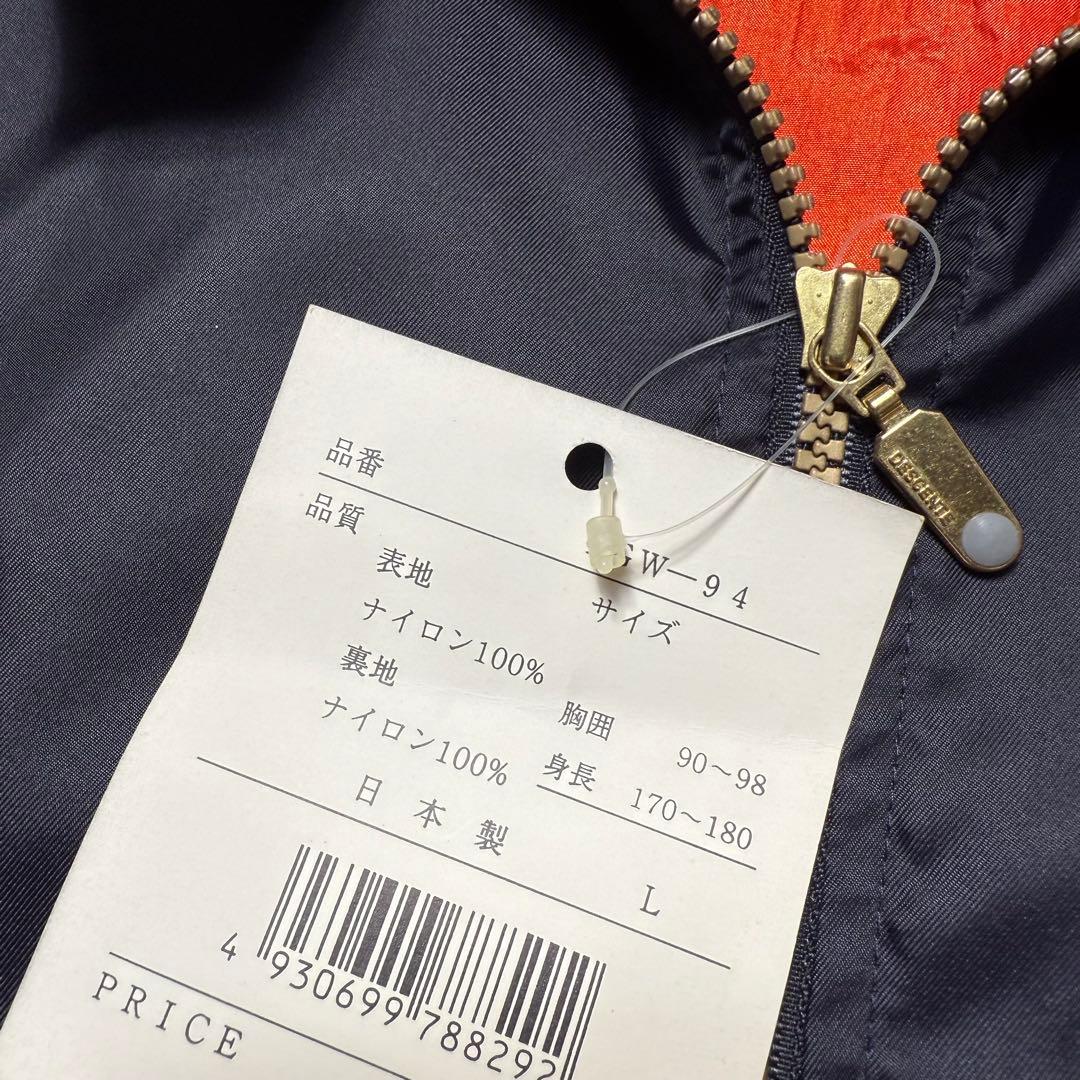 DESCENTE
品番
GW－94
品質
サイズ
表地
ナイロン100%
裏地
ナイロン100%
胸囲 90～98
身長 170～180
日本製
L
4 930699 788292
PRICE